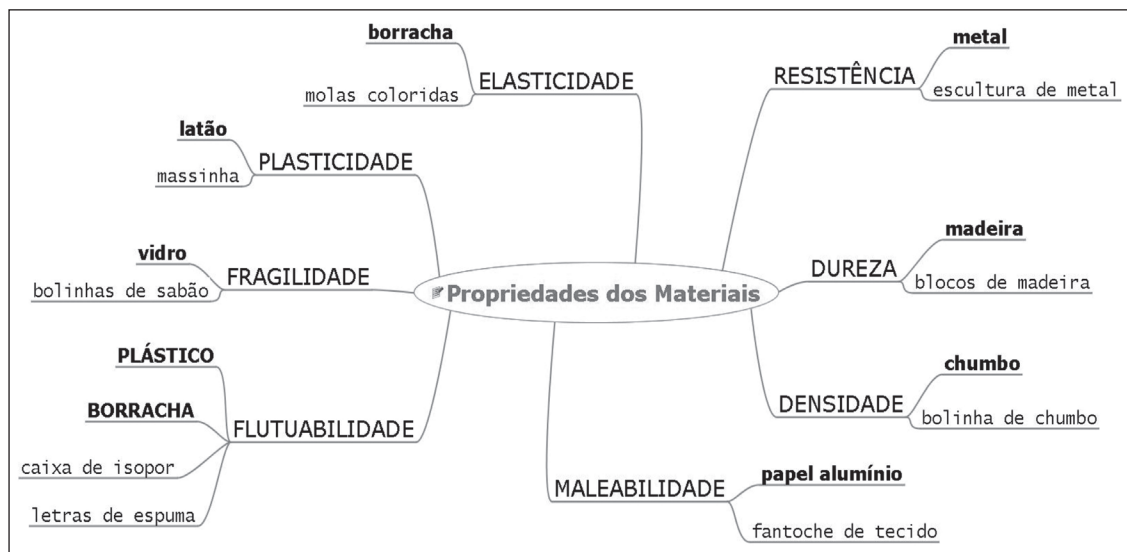 borracha
ELASTICIDADE
molas coloridas
latão
PLASTICIDADE
massinha
vidro
FRAGILIDADE
bolinhas de sabão
PLÁSTICO
BORRACHA
FLUTUABILIDADE
caixa de isopor
letras de espuma
Propriedades dos Materiais
metal
RESISTÊNCIA
escultura de metal
madeira
DUREZA
blocos de madeira
chumbo
DENSIDADE
bolinha de chumbo
papel alumínio
MALEABILIDADE
fantoche de tecido